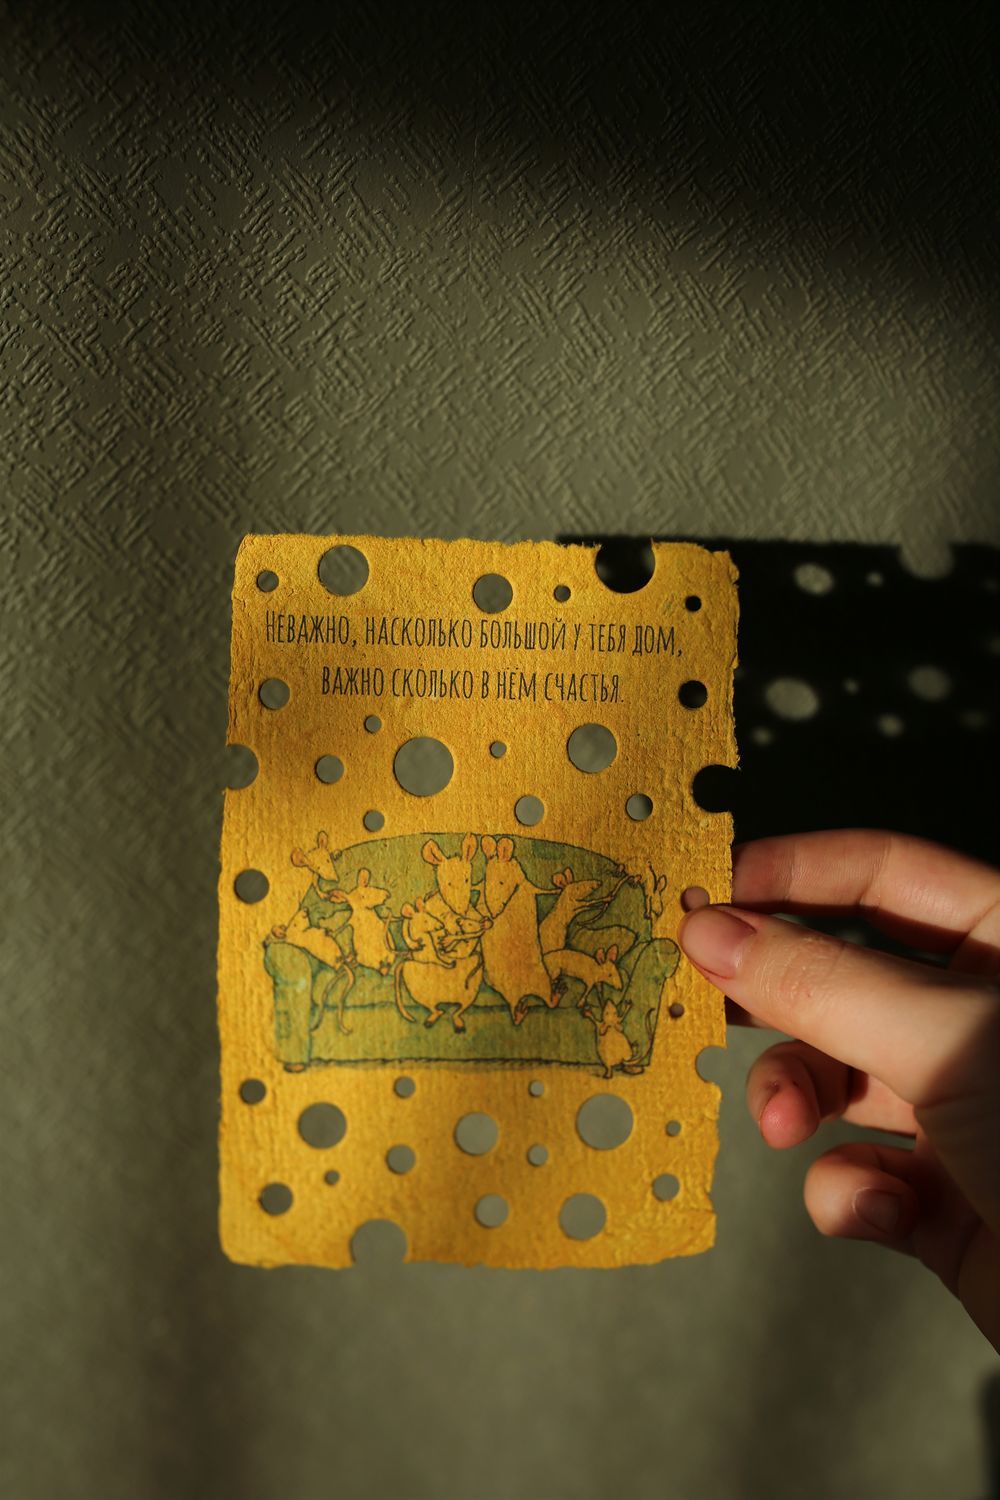 Неважно, насколько большой у тебя дом,
важно сколько в нём счастья.